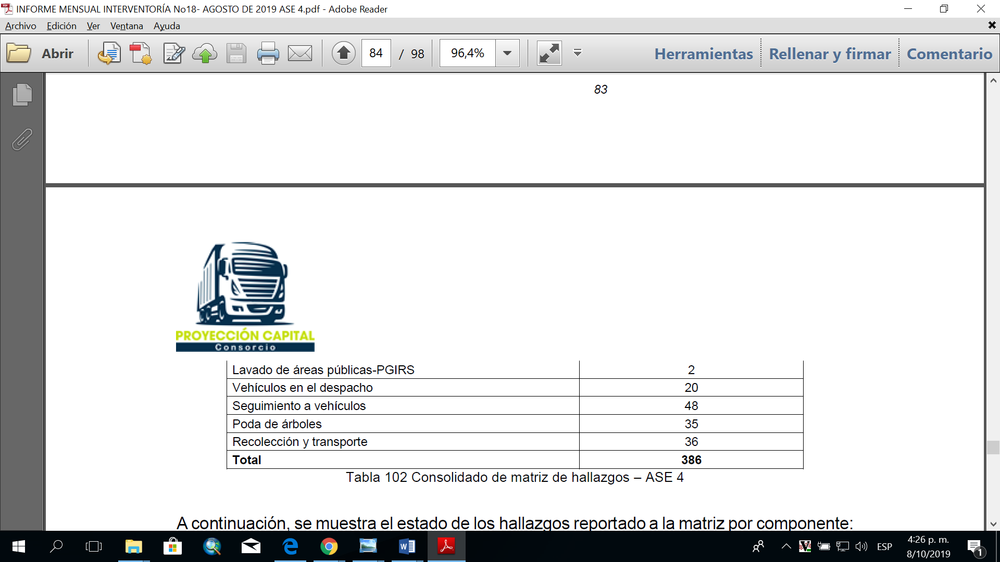 INFORME MENSUAL INTERVENTORÍA No18- AGOSTO DE 2019 ASE 4.pdf - Adobe Reader
Archivo Edición Ver Ventana Ayuda
Abrir 84 / 98 96,4% Herramientas Rellenar y firmar Comentario
83
PROYECCIÓN CAPITAL
Consorcio
Lavado de áreas públicas-PGIRS 2
Vehículos en el despacho 20
Seguimiento a vehículos 48
Poda de árboles 35
Recolección y transporte 36
Total 386
Tabla 102 Consolidado de matriz de hallazgos – ASE 4
A continuación, se muestra el estado de los hallazgos reportado a la matriz por componente:
ESP
4:26 p. m.
8/10/2019
1